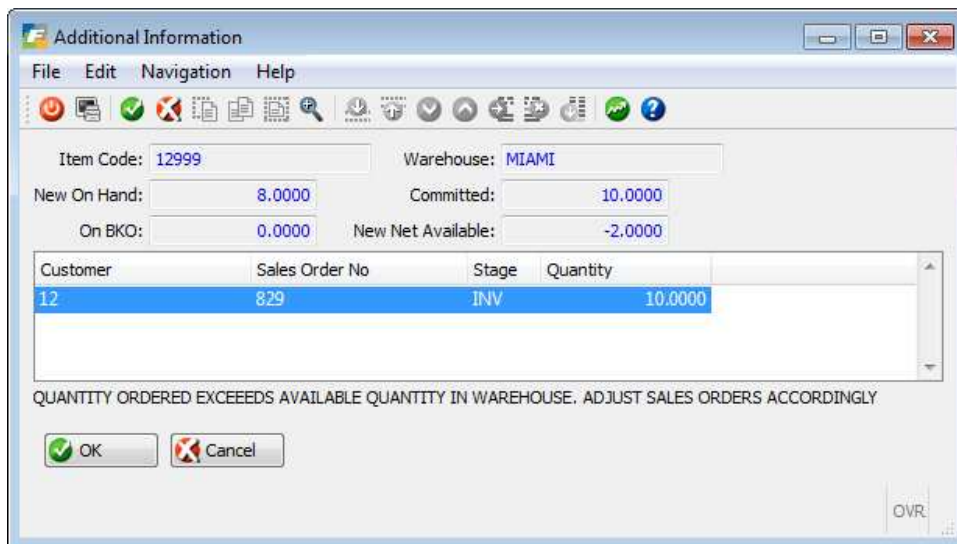 Additional Information
File Edit Navigation Help
Item Code: 12999 Warehouse: MIAMI
New On Hand: 8.0000 Committed: 10.0000
On BKO: 0.0000 New Net Available: -2.0000
Customer Sales Order No Stage Quantity
12 829 INV 10.0000
QUANTITY ORDERED EXCEEEDS AVAILABLE QUANTITY IN WAREHOUSE. ADJUST SALES ORDERS ACCORDINGLY
OK Cancel
OVR